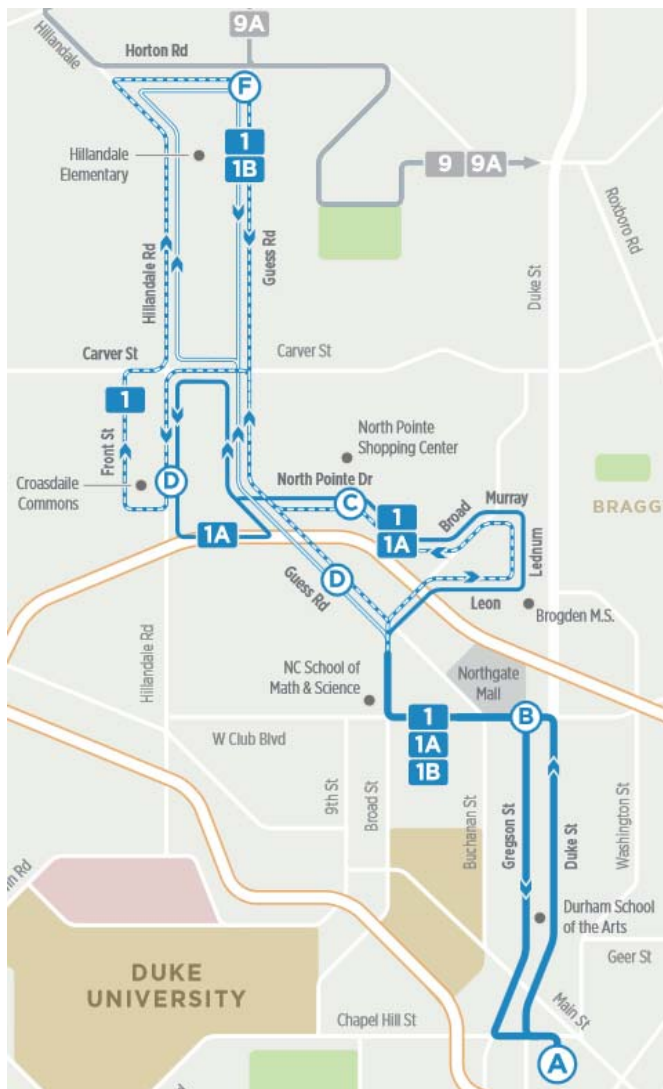 9A
Hillandale
Horton Rd
F
Hillandale
Elementary
1
1B
9
9A
Roxboro Rd
Hillandale Rd
Guess Rd
Duke St
Carver St
Carver St
1
Front St
North Pointe
Shopping Center
Croasdaile
Commons
D
North Pointe Dr
C
1
1A
Broad
Murray
BRAGG
1A
Lednum
D
Guess Rd
Leon
Brogden M.S.
Hillandale Rd
NC School of
Math & Science
Northgate
Mall
B
1
1A
1B
W Club Blvd
9th St
Broad St
Buchanan St
Gregson St
Duke St
Washington St
Durham School
of the Arts
Geer St
DUKE
UNIVERSITY
Main St
Chapel Hill St
A